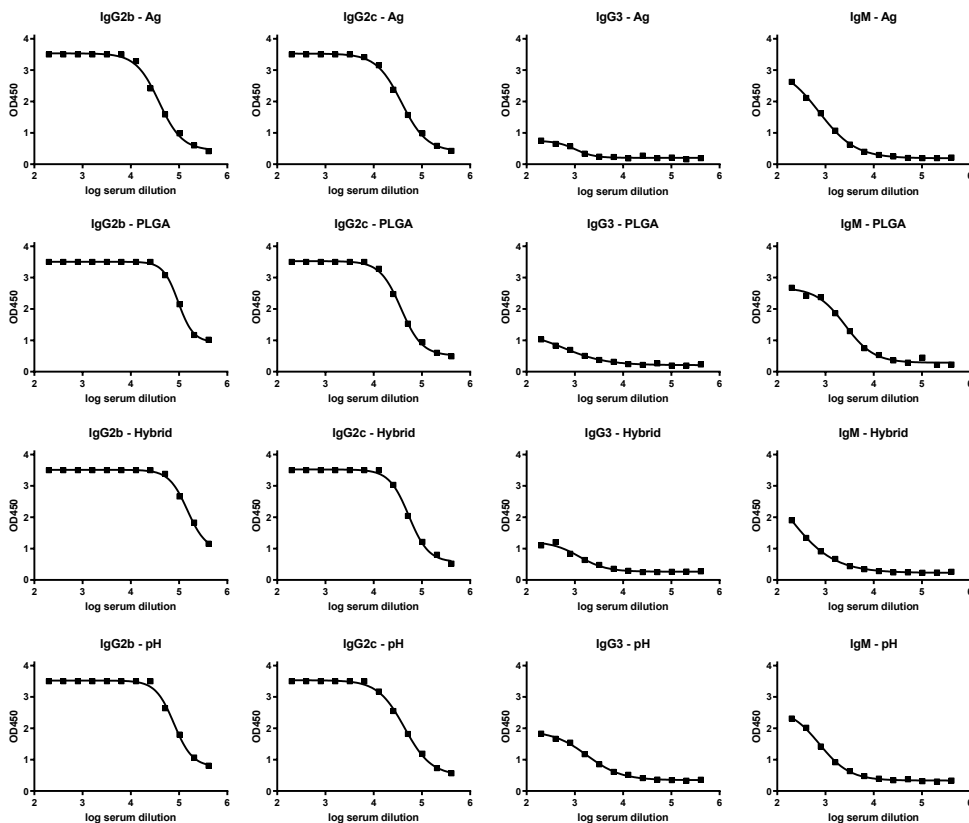 IgG2b - Ag
IgG2c - Ag
IgG3 - Ag
IgM - Ag
4
3
2
1
0
OD450
2 3 4 5 6
log serum dilution
4
3
2
1
0
OD450
2 3 4 5 6
log serum dilution
4
3
2
1
0
OD450
2 3 4 5 6
log serum dilution
4
3
2
1
0
OD450
2 3 4 5 6
log serum dilution
IgG2b - PLGA
IgG2c - PLGA
IgG3 - PLGA
IgM - PLGA
4
3
2
1
0
OD450
2 3 4 5 6
log serum dilution
4
3
2
1
0
OD450
2 3 4 5 6
log serum dilution
4
3
2
1
0
OD450
2 3 4 5 6
log serum dilution
4
3
2
1
0
OD450
2 3 4 5 6
log serum dilution
IgG2b - Hybrid
IgG2c - Hybrid
IgG3 - Hybrid
IgM - Hybrid
4
3
2
1
0
OD450
2 3 4 5 6
log serum dilution
4
3
2
1
0
OD450
2 3 4 5 6
log serum dilution
4
3
2
1
0
OD450
2 3 4 5 6
log serum dilution
4
3
2
1
0
OD450
2 3 4 5 6
log serum dilution
IgG2b - pH
IgG2c - pH
IgG3 - pH
IgM - pH
4
3
2
1
0
OD450
2 3 4 5 6
log serum dilution
4
3
2
1
0
OD450
2 3 4 5 6
log serum dilution
4
3
2
1
0
OD450
2 3 4 5 6
log serum dilution
4
3
2
1
0
OD450
2 3 4 5 6
log serum dilution